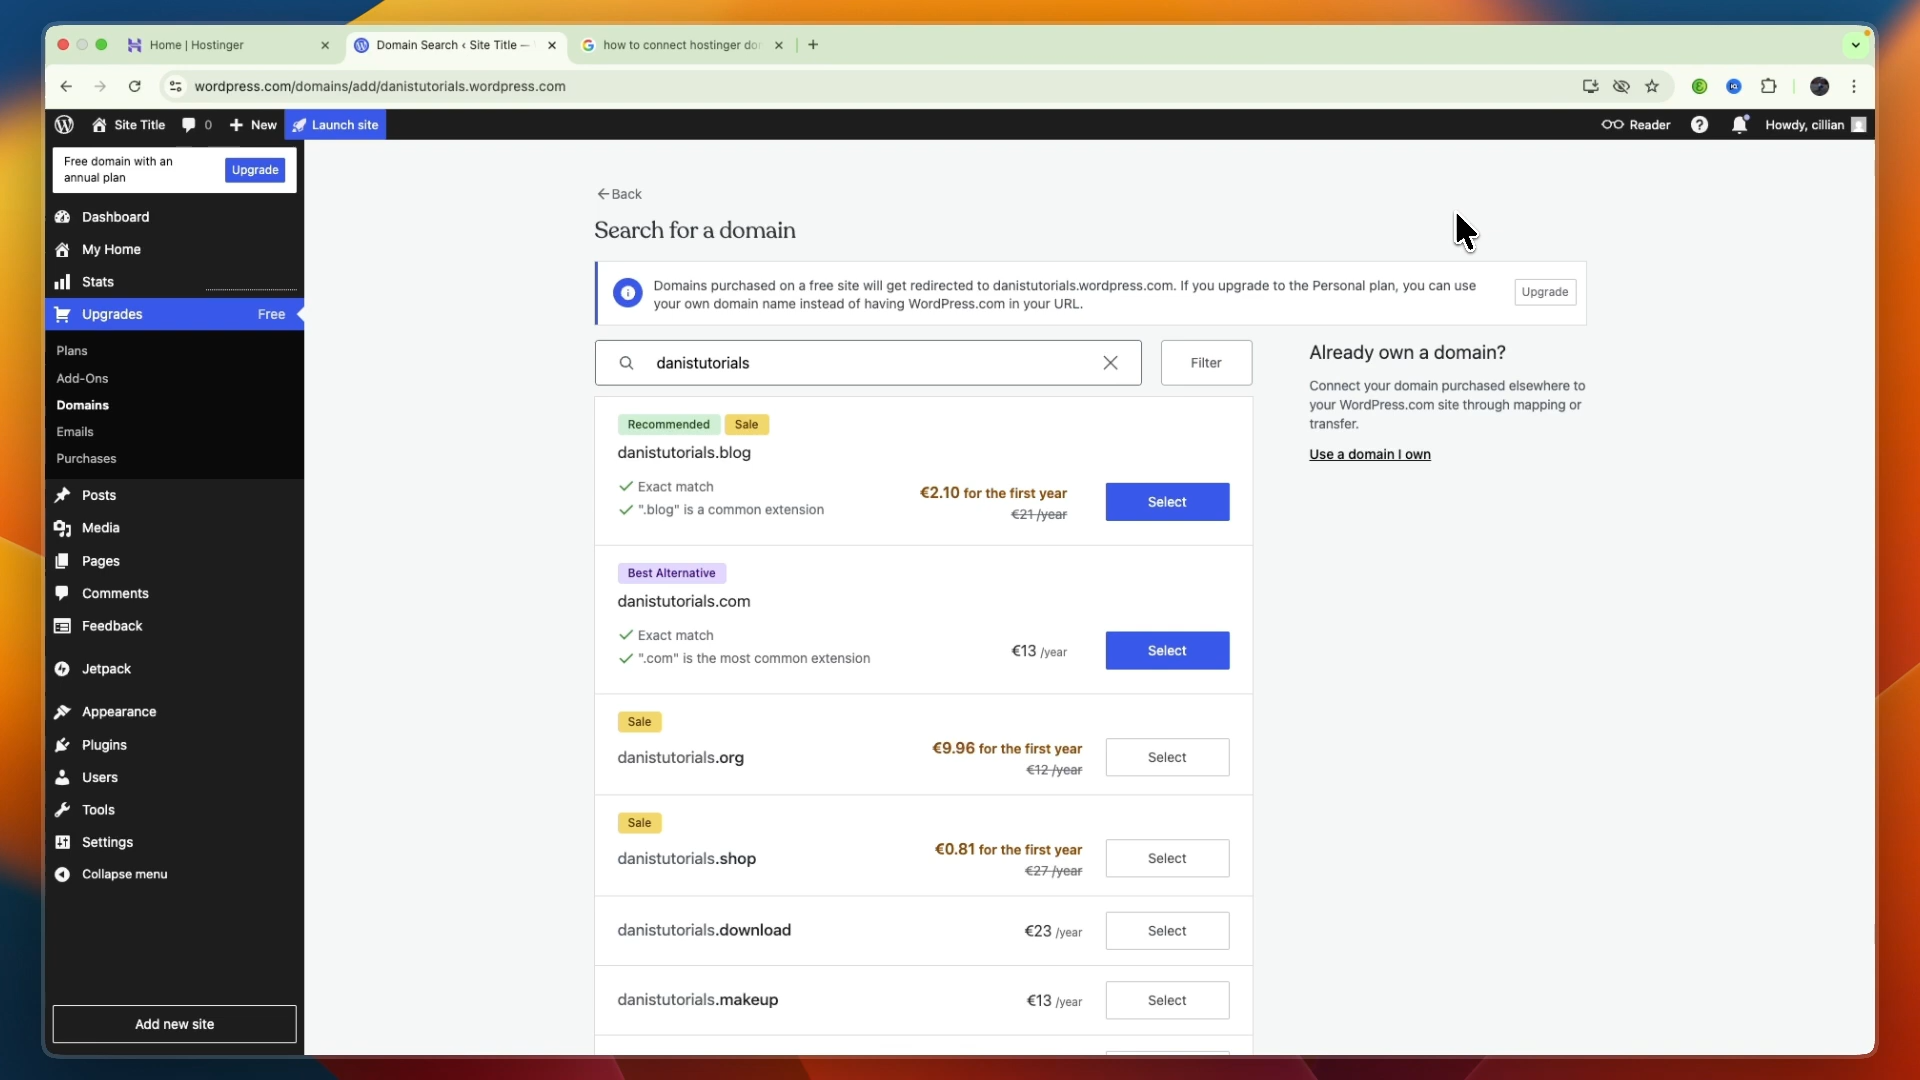 Home | Hostinger
Domain Search ‹ Site Title —
how to connect hostinger do
wordpress.com/domains/add/danistutorials.wordpress.com
Site Title
0
New
Launch site
Reader
Howdy, cillian
Free domain with an
annual plan
Upgrade
Dashboard
My Home
Stats
Upgrades
Free
Plans
Add-Ons
Domains
Emails
Purchases
Posts
Media
Pages
Comments
Feedback
Jetpack
Appearance
Plugins
Users
Tools
Settings
Collapse menu
Add new site
Back
Search for a domain
Domains purchased on a free site will get redirected to danistutorials.wordpress.com. If you upgrade to the Personal plan, you can use
your own domain name instead of having WordPress.com in your URL.
Upgrade
danistutorials
Filter
Recommended
Sale
danistutorials.blog
Exact match
".blog" is a common extension
€2.10 for the first year
€21 /year
Select
Best Alternative
danistutorials.com
Exact match
".com" is the most common extension
€13 /year
Select
Sale
danistutorials.org
€9.96 for the first year
€12 /year
Select
Sale
danistutorials.shop
€0.81 for the first year
€27 /year
Select
danistutorials.download
€23 /year
Select
danistutorials.makeup
€13 /year
Select
Already own a domain?
Connect your domain purchased elsewhere to
your WordPress.com site through mapping or
transfer.
Use a domain I own